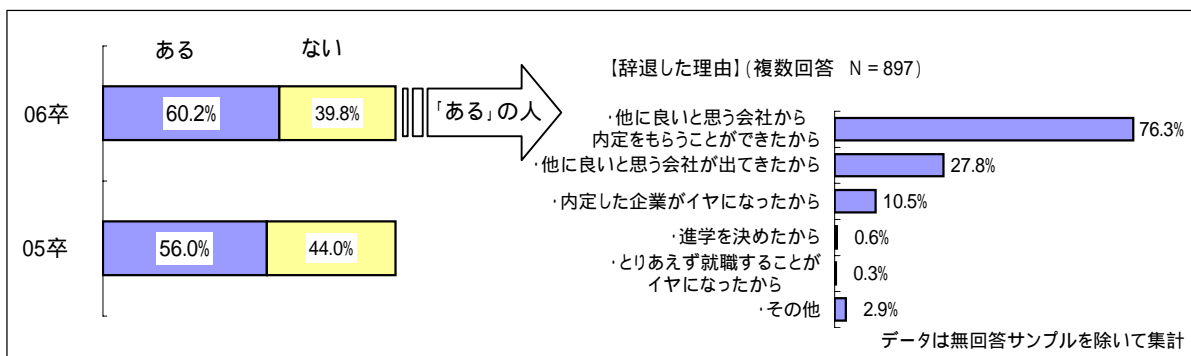 ある ない
06卒 60.2% 39.8% 「ある」の人
05卒 56.0% 44.0%
【辞退した理由】(複数回答 N=897)
・他に良いと思う会社から
内定をもらうことができたから 76.3%
・他に良いと思う会社が出てきたから 27.8%
・内定した企業がイヤになったから 10.5%
・進学を決めたから 0.6%
・とりあえず就職することが
イヤになったから 0.3%
・その他 2.9%
データは無回答サンプルを除いて集計